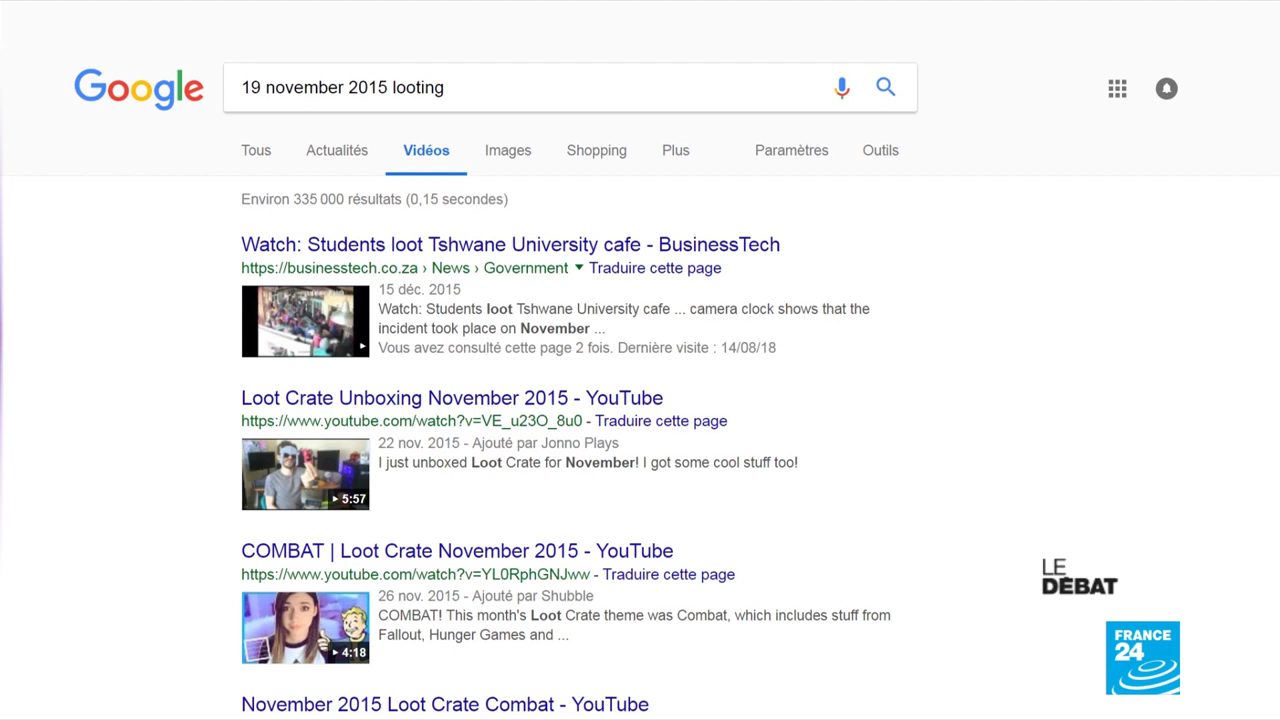 Google
19 november 2015 looting
Tous Actualités Vidéos Images Shopping Plus Paramètres Outils
Environ 335 000 résultats (0,15 secondes)
Watch: Students loot Tshwane University cafe - BusinessTech
https://businesstech.co.za › News › Government ▼ Traduire cette page
15 déc. 2015
Watch: Students loot Tshwane University cafe ... camera clock shows that the
incident took place on November ...
Vous avez consulté cette page 2 fois. Dernière visite : 14/08/18
Loot Crate Unboxing November 2015 - YouTube
https://www.youtube.com/watch?v=VE_u23O_8u0 - Traduire cette page
22 nov. 2015 - Ajouté par Jonno Plays
I just unboxed Loot Crate for November! I got some cool stuff too!
5:57
COMBAT | Loot Crate November 2015 - YouTube
https://www.youtube.com/watch?v=YL0RphGNJww - Traduire cette page
26 nov. 2015 - Ajouté par Shubble
COMBAT! This month's Loot Crate theme was Combat, which includes stuff from
Fallout, Hunger Games and ...
4:18
November 2015 Loot Crate Combat - YouTube
LE
DÉBAT
FRANCE
24